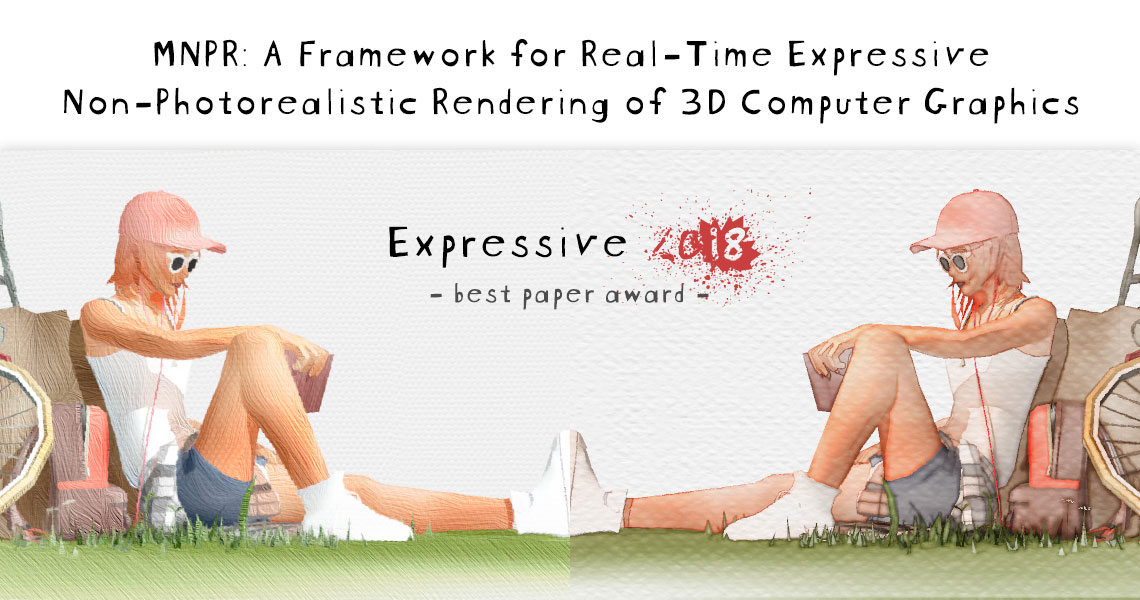 MNPR: A Framework for Real-Time Expressive
Non-Photorealistic Rendering of 3D Computer Graphics
Expressive 2018
- best paper award -